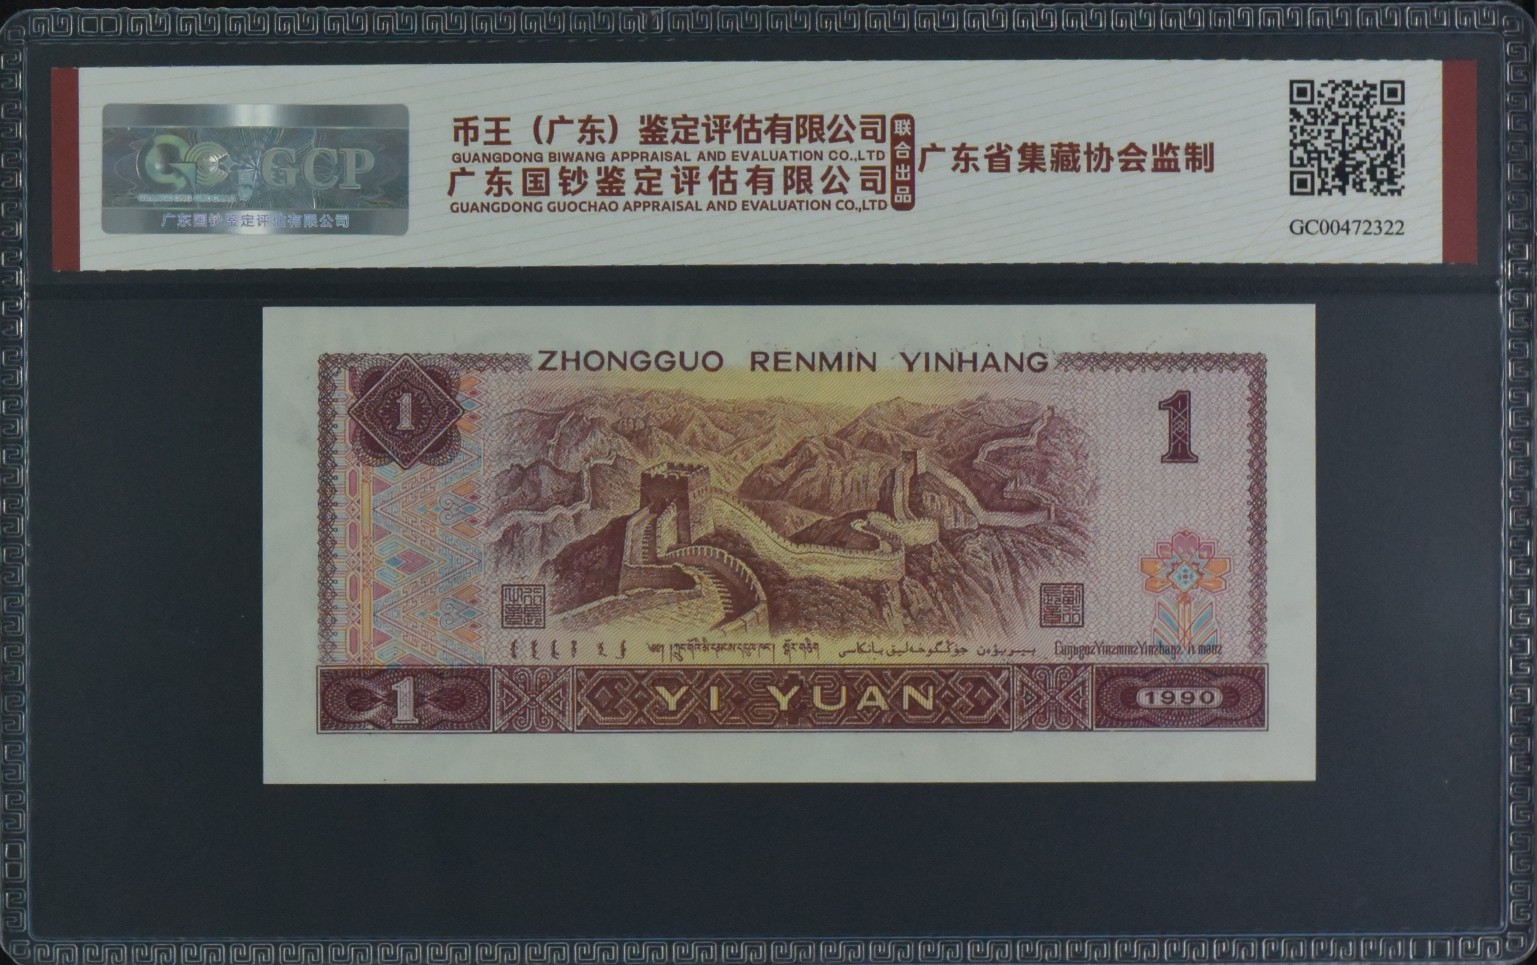 GCP
广东国钞鉴定评估有限公司
币王（广东）鉴定评估有限公司
GUANGDONG BIWANG APPRAISAL AND EVALUATION CO.,LTD
广东国钞鉴定评估有限公司
GUANGDONG GUOCHAO APPRAISAL AND EVALUATION CO.,LTD
联合出品
广东省集藏协会监制
GC00472322
ZHONGGUO RENMIN YINHANG
1
1
1
YI YUAN
1990